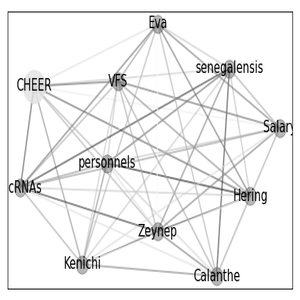 Eva
senegalensis
CHEER
VFS
Salary
personnels
cRNAs
Hering
Zeynep
Kenichi
Calanthe